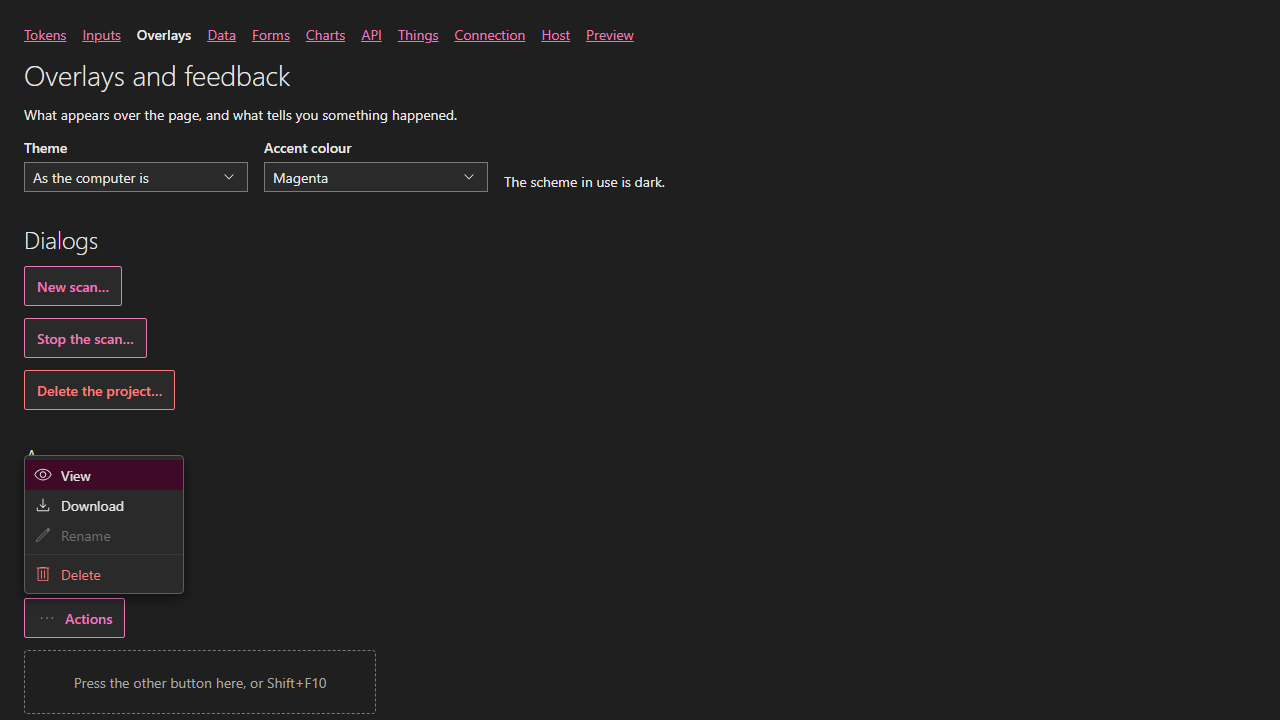 Tokens Inputs Overlays Data Forms Charts API Things Connection Host Preview
Overlays and feedback
What appears over the page, and what tells you something happened.
Theme Accent colour
As the computer is Magenta The scheme in use is dark.
Dialogs
New scan...
Stop the scan...
Delete the project...
View
Download
Rename
Delete
Actions
Press the other button here, or Shift+F10